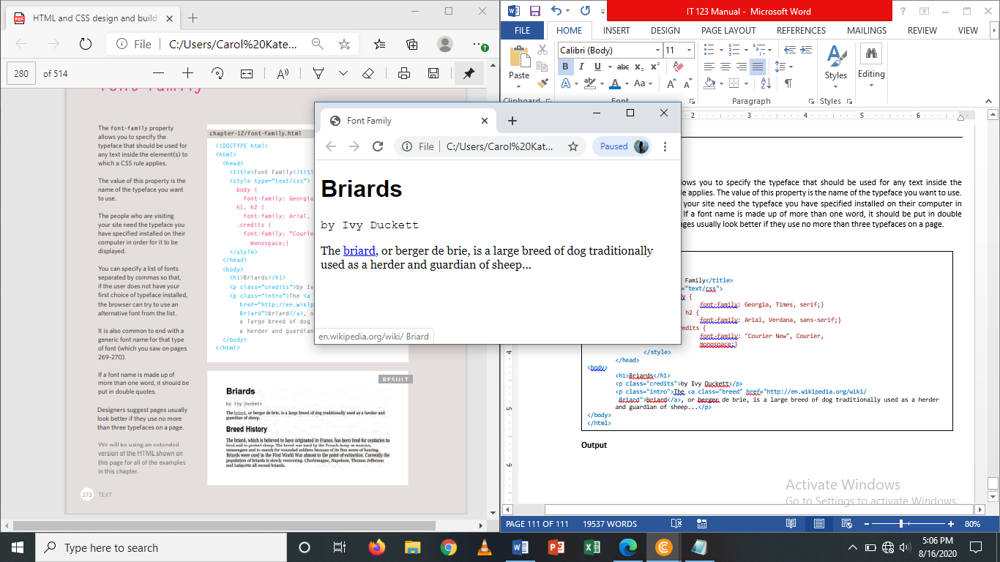 HTML and CSS design and build
File
C:/Users/Carol%20Kate...
280
of 514
font-family
The font-family property
allows you to specify the
typeface that should be used for
any text inside the element(s) to
which a CSS rule applies.
The value of this property is the
name of the typeface you want
to use.
The people who are visiting
your site need the typeface you
have specified installed on their
computer in order for it to be
displayed.
You can specify a list of fonts
separated by commas so that,
if the user does not have your
first choice of typeface installed,
the browser can try to use an
alternative font from the list.
It is also common to end with a
generic font name for that type
of font (which you saw on pages
269-270).
If a font name is made up of
more than one word, it should be
put in double quotes.
Designers suggest pages usually
look better if they use no more
than three typefaces on a page.
We will be using an extended
version of the HTML shown on
this page for all of the examples
in this chapter.
273 TEXT
chapter-12/font-family.html
<!DOCTYPE html>
<html>
<head>
<title>Font Family</title
<style type="text/css">
body {
font-family: Georgia
h1, h2 {
font-family: Arial,
.credits {
font-family: "Courie
monospace;}
</style>
</head>
<body>
<h1>Briards</h1>
<p class="credits">by Iv
<p class="intro">The <a
href="http://en.wikip
Briard">briard</a>, o
a large breed of dog
a herder and guardian
</body>
</html>
RESULT
Briards
by Ivy Duckett
The briard, or berger de brie, is a large breed of dog traditionally used as a herder and
guardian of sheep.
Breed History
The briard, which is believed to have originated in France, has been bred for centuries to
herd and to protect sheep. The breed was used by the French Army as sentries,
messengers and to search for wounded soldiers because of its fine sense of hearing.
Briards were used in the First World War almost to the point of extinction. Currently the
population of briards is slowly recovering. Charlemagne, Napoleon, Thomas Jefferson
and Lafayette all owned briards.
Font Family
File
C:/Users/Carol%20Kat...
Paused
Briards
by Ivy Duckett
The briard, or berger de brie, is a large breed of dog traditionally
used as a herder and guardian of sheep...
en.wikipedia.org/wiki/ Briard
IT 123 Manual - Microsoft Word
FILE HOME INSERT DESIGN PAGE LAYOUT REFERENCES MAILINGS REVIEW VIEW
Calibri (Body) 11
Paste
Styles
Editing
Clipboard Font Paragraph Styles
2 3 4 5 6
ows you to specify the typeface that should be used for any text inside the
e applies. The value of this property is the name of the typeface you want to use.
your site need the typeface you have specified installed on their computer in
If a font name is made up of more than one word, it should be put in double
ges usually look better if they use no more than three typefaces on a page.
Family</title>
="text/css">
y {
font-family: Georgia, Times, serif;}
h2 {
font-family: Arial, Verdana, sans-serif;}
edits {
font-family: "Courier New", Courier,
monospace;}
</style>
</head>
<body>
<h1>Briards</h1>
<p class="credits">by Ivy Duckett</p>
<p class="intro">The <a class="breed" href="http://en.wikipedia.org/wiki/
Briard">briard</a>, or berger de brie, is a large breed of dog traditionally used as a herder
and guardian of sheep...</p>
</body>
</html>
Output
4
5
6
Activate Windows
Go to Settings to activate Windows.
PAGE 111 OF 111 19537 WORDS
80%
Type here to search
5:06 PM
8/16/2020